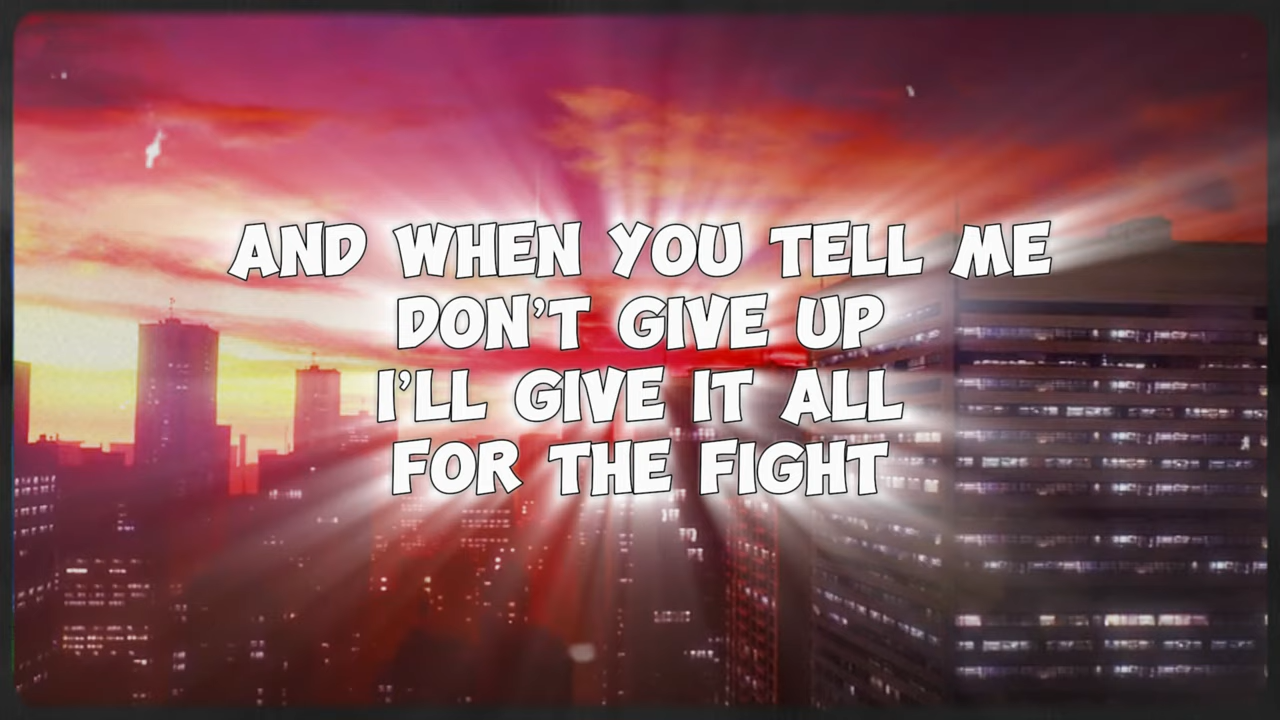 AND WHEN YOU TELL ME
DON'T GIVE UP
I'LL GIVE IT ALL
FOR THE FIGHT